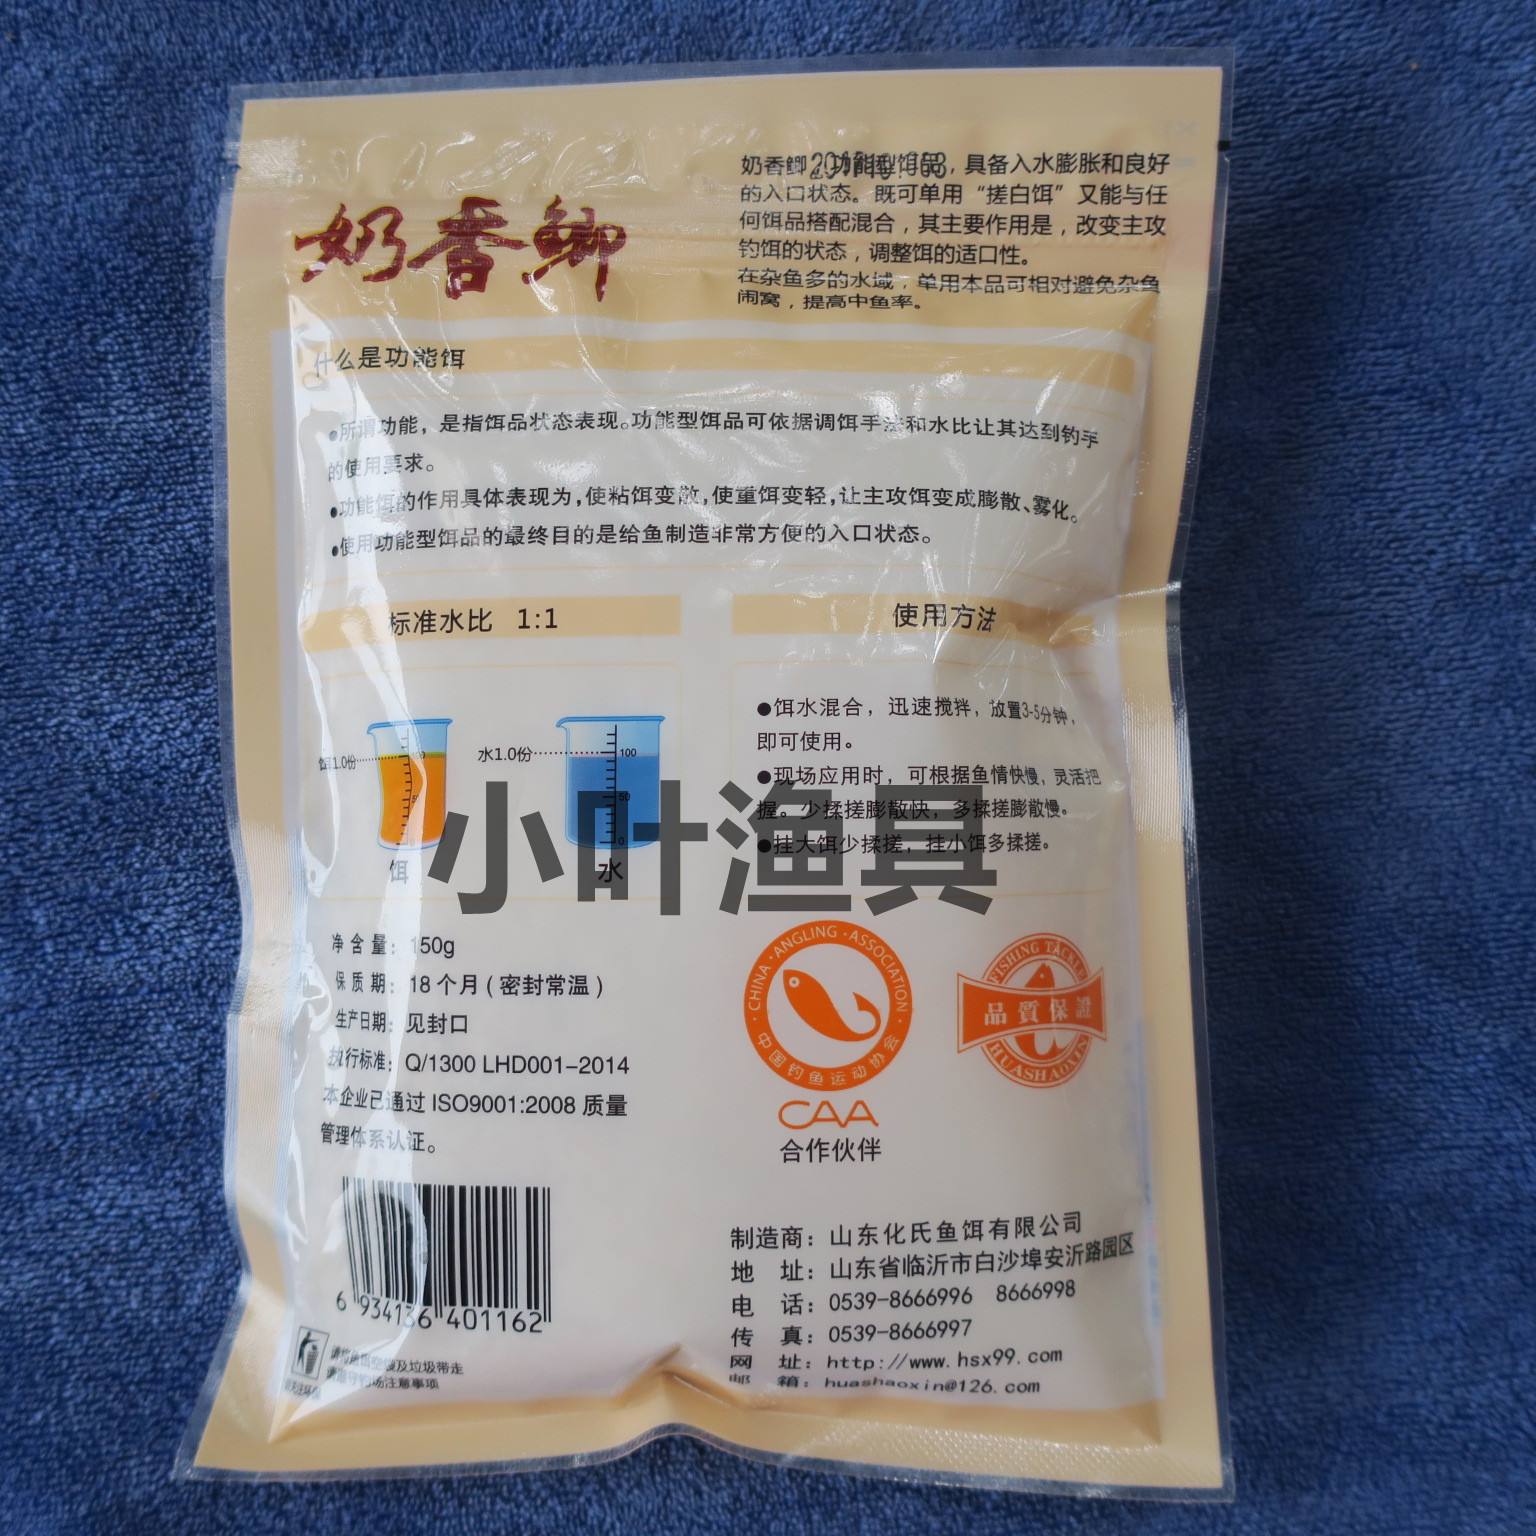 奶香鲫
奶香鲫，功能型饵品，具备入水膨胀和良好
的入口状态。既可单用“搓白饵”又能与任
何饵品搭配混合，其主要作用是，改变主攻
钓饵的状态，调整饵的适口性。
在杂鱼多的水域，单用本品可相对避免杂鱼
闹窝，提高中鱼率。
什么是功能饵
●所谓功能，是指饵品状态表现。功能型饵品可依据调饵手法和水比让其达到钓手
的使用要求。
●功能饵的作用具体表现为，使粘饵变散，使重饵变轻，让主攻饵变成膨散、雾化。
●使用功能型饵品的最终目的是给鱼制造非常方便的入口状态。
标准水比 1:1
饵1.0份
水1.0份
100
50
0
饵
水
使用方法
●饵水混合，迅速搅拌，放置3-5分钟，
即可使用。
●现场应用时，可根据鱼情快慢，灵活把
握。少揉搓膨散快，多揉搓膨散慢。
●挂大饵少揉搓，挂小饵多揉搓。
小叶渔具
净含量：150g
保质期：18个月(密封常温)
生产日期：见封口
执行标准：Q/1300 LHD001-2014
本企业已通过 ISO9001:2008 质量
管理体系认证。
·CHINA·ANGLING·ASSOCIATION·
中国钓鱼运动协会
CAA
合作伙伴
FISHING TACKLE
品質保證
HUASHAOXIN
6 934136 401162
及垃圾带走
场注意事项
制造商：山东化氏鱼饵有限公司
地 址：山东省临沂市白沙埠安沂路园区
电 话：0539-8666996 8666998
传 真：0539-8666997
网 址：http://www.hsx99.com
邮 箱：huashaoxin@126.com